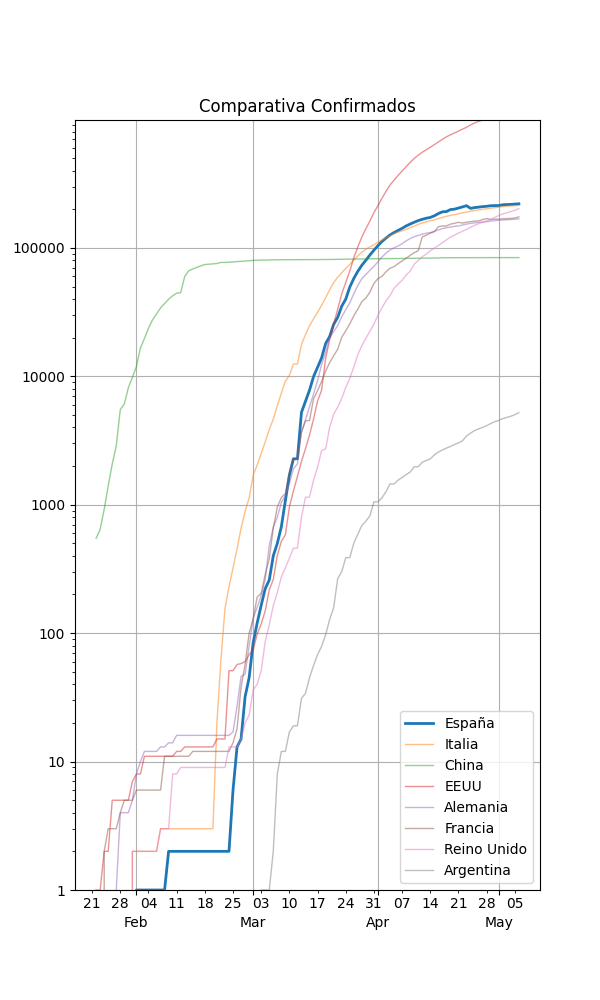 Comparativa Confirmados
100000
10000
1000
100
10
1
España
Italia
China
EEUU
Alemania
Francia
Reino Unido
Argentina
21 28 04 11 18 25 03 10 17 24 31 07 14 21 28 05
Feb Mar Apr May